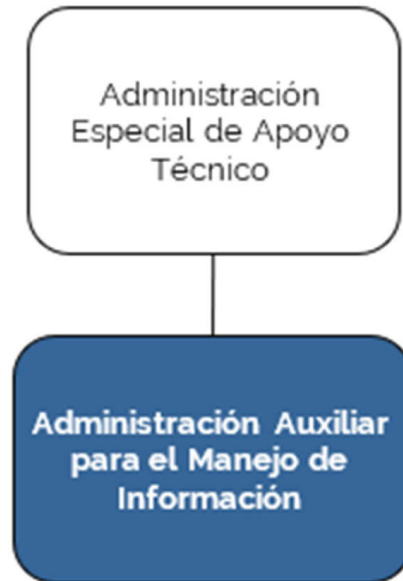 Administración
Especial de Apoyo
Técnico
Administración Auxiliar
para el Manejo de
Información